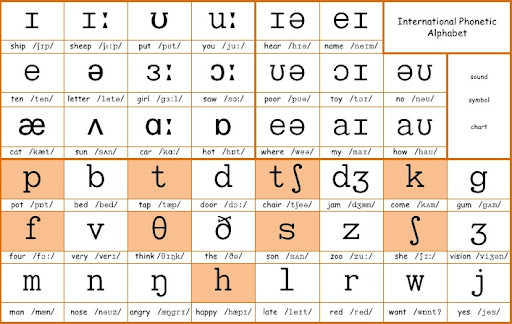 ɪ ɪː ʊ uː ɪə eɪ International Phonetic
Alphabet
ship /ʃɪp/ sheep /ʃɪːp/ put /pʊt/ you /juː/ hear /hɪə/ name /neɪm/
e ə ɜː ɔː ʊə ɔɪ əʊ sound
ten /ten/ letter /letə/ girl /gɜːl/ saw /sɔː/ poor /pʊə/ toy /tɔɪ/ no /nəʊ/ symbol
æ ʌ ɑː ɒ eə aɪ aʊ chart
cat /kæt/ sun /sʌn/ car /kɑː/ hot /hɒt/ where /weə/ my /maɪ/ how /haʊ/
p b t d tʃ dʒ k g
pot /pɒt/ bed /bed/ tap /tæp/ door /dɔː/ chair /tʃeə/ jam /dʒæm/ come /kʌm/ gum /gʌm/
f v θ ð s z ʃ ʒ
four /fɔː/ very /verɪ/ think /θɪŋk/ the /ðə/ son /sʌn/ zoo /zuː/ she /ʃɪː/ vision /vɪʒən/
m n ŋ h l r w j
man /mæn/ nose /nəʊz/ angry /æŋgrɪ/ happy /hæpɪ/ late /leɪt/ red /red/ want /wɒnt/ yes /jes/